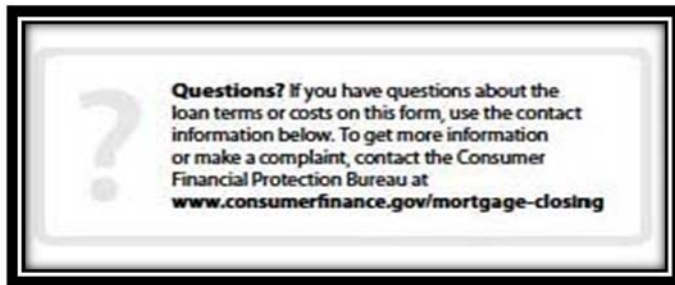 ?
Questions? If you have questions about the
loan terms or costs on this form, use the contact
information below. To get more information
or make a complaint, contact the Consumer
Financial Protection Bureau at
www.consumerfinance.gov/mortgage-closing